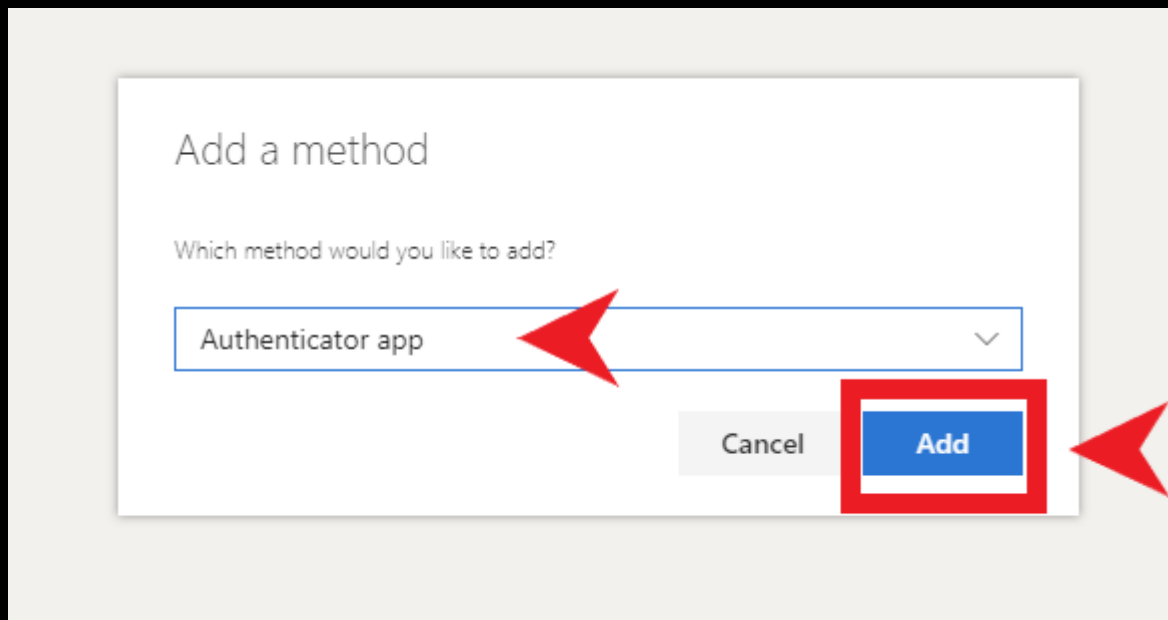 Add a method
Which method would you like to add?
Authenticator app
Cancel
Add